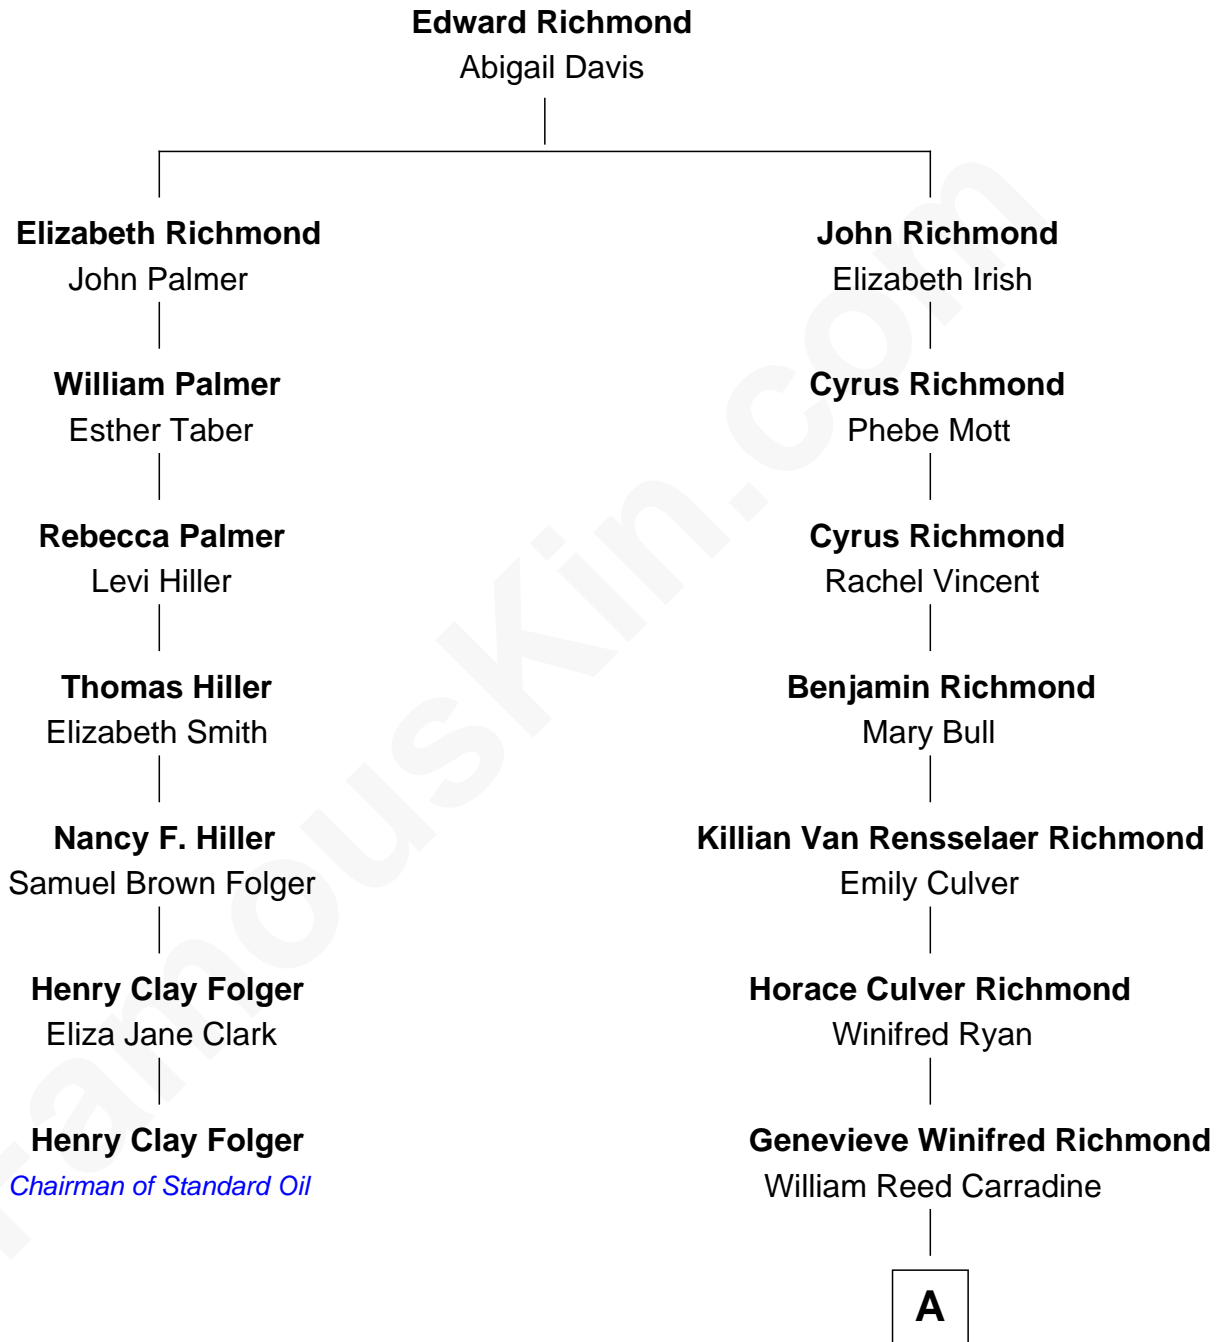 Edward Richmond
Abigail Davis
Elizabeth Richmond
John Palmer
William Palmer
Esther Taber
Rebecca Palmer
Levi Hiller
Thomas Hiller
Elizabeth Smith
Nancy F. Hiller
Samuel Brown Folger
Henry Clay Folger
Eliza Jane Clark
Henry Clay Folger
Chairman of Standard Oil
John Richmond
Elizabeth Irish
Cyrus Richmond
Phebe Mott
Cyrus Richmond
Rachel Vincent
Benjamin Richmond
Mary Bull
Killian Van Rensselaer Richmond
Emily Culver
Horace Culver Richmond
Winifred Ryan
Genevieve Winifred Richmond
William Reed Carradine
A
FamousKin.com